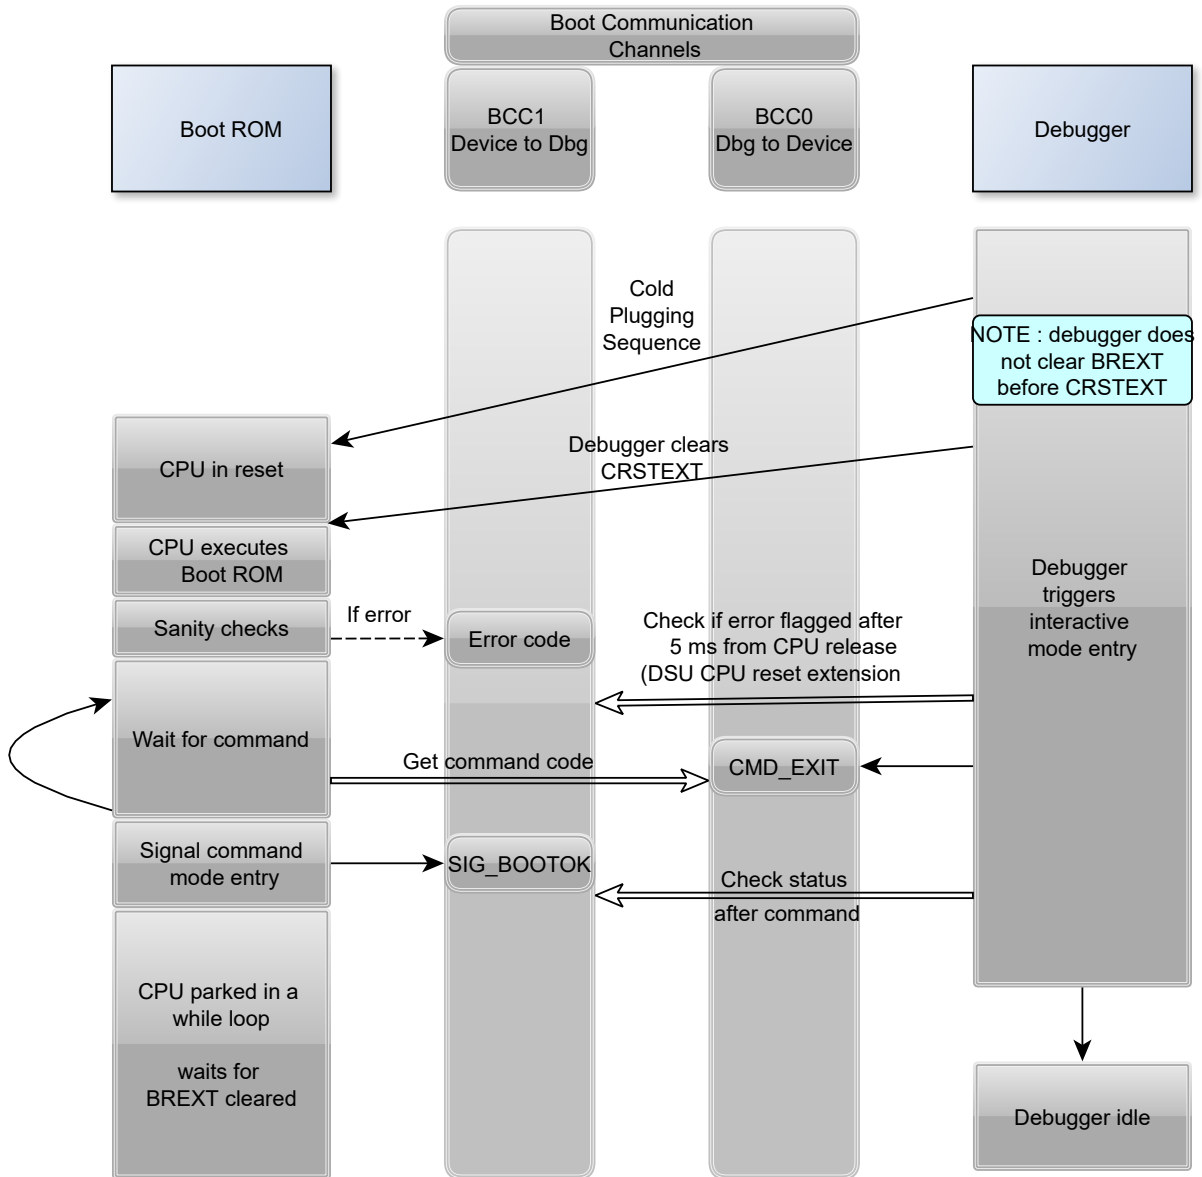 Boot Communication
Channels
Boot ROM
BCC1
Device to Dbg
BCC0
Dbg to Device
Debugger
Cold
Plugging
Sequence
NOTE : debugger does
not clear BREXT
before CRSTEXT
Debugger clears
CRSTEXT
CPU in reset
CPU executes
Boot ROM
Debugger
triggers
interactive
mode entry
Sanity checks
If error
Error code
Check if error flagged after
5 ms from CPU release
(DSU CPU reset extension
Wait for command
Get command code
CMD_EXIT
Signal command
mode entry
SIG_BOOTOK
Check status
after command
CPU parked in a
while loop
waits for
BREXT cleared
Debugger idle